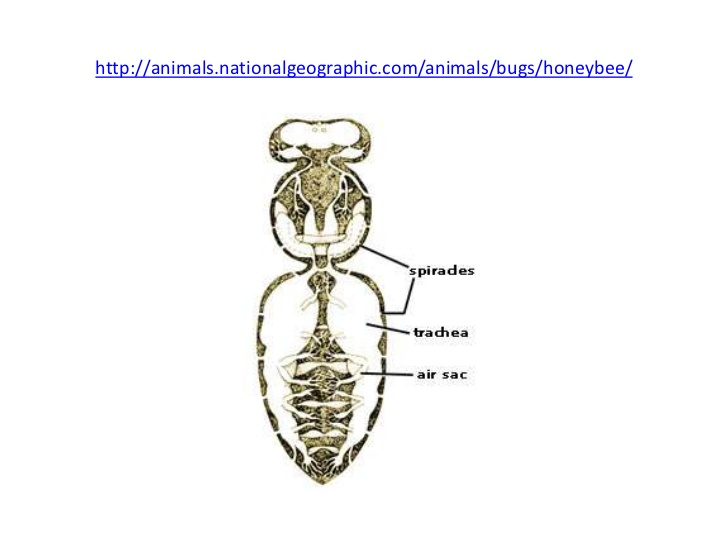 http://animals.nationalgeographic.com/animals/bugs/honeybee/
spiracles
trachea
air sac